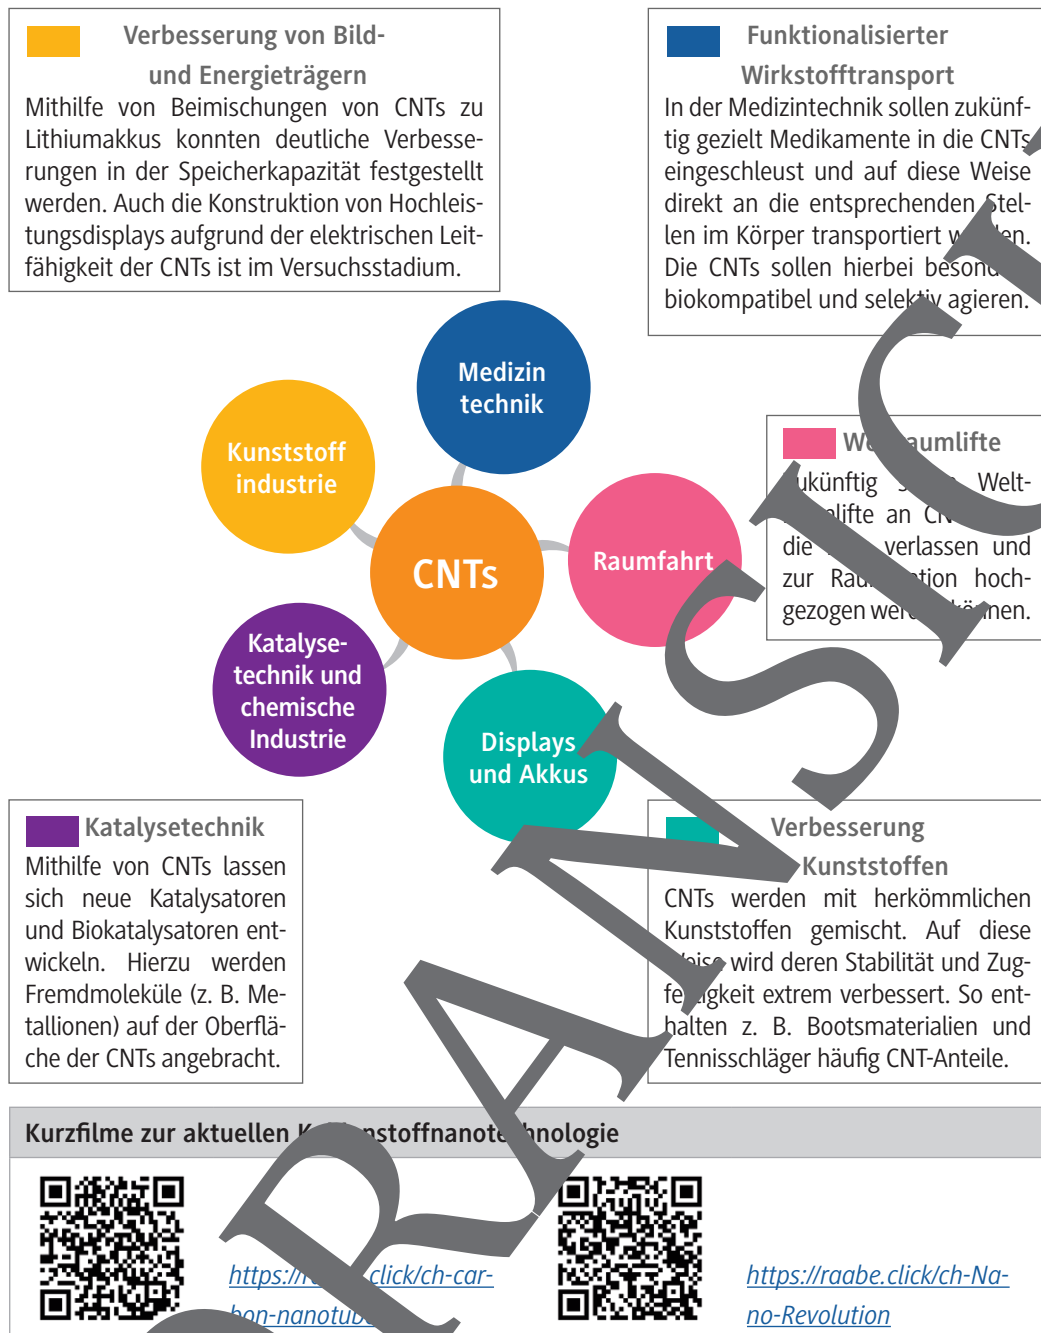 Verbesserung von Bild-
und Energieträgern
Mithilfe von Beimischungen von CNTs zu
Lithiumakkus konnten deutliche Verbesse-
rungen in der Speicherkapazität festgestellt
werden. Auch die Konstruktion von Hochleis-
tungsdisplays aufgrund der elektrischen Leit-
fähigkeit der CNTs ist im Versuchsstadium.
Funktionalisierter
Wirkstofftransport
In der Medizintechnik sollen zukünf-
tig gezielt Medikamente in die CNTs
eingeschleust und auf diese Weise
direkt an die entsprechenden Stel-
len im Körper transportiert
Die CNTs sollen hierbei
biokompatibel und selektiv agieren.
Medizin
technik
Kunststoff
industrie
CNTs
Raumfahrt
Katalyse-
technik und
chemische
Industrie
Displays
und Akkus
Weltraumlifte
Zukünftig Welt-
an
die verlassen und
zur hoch-
gezogen können.
Katalysetechnik
Mithilfe von CNTs lassen
sich neue Katalysatoren
und Biokatalysatoren ent-
wickeln. Hierzu werden
Fremdmoleküle (z. B. Me-
tallionen) auf der Oberflä-
che der CNTs angebracht.
Verbesserung
Kunststoffen
CNTs werden mit herkömmlichen
Kunststoffen gemischt. Auf diese
Weise wird deren Stabilität und Zug-
festigkeit extrem verbessert. So ent-
halten z. B. Bootsmaterialien und
Tennisschläger häufig CNT-Anteile.
Kurzfilme zur aktuellen
https://raabe.click/ch-car-
bon-nanotube
https://raabe.click/ch-Na-
no-Revolution